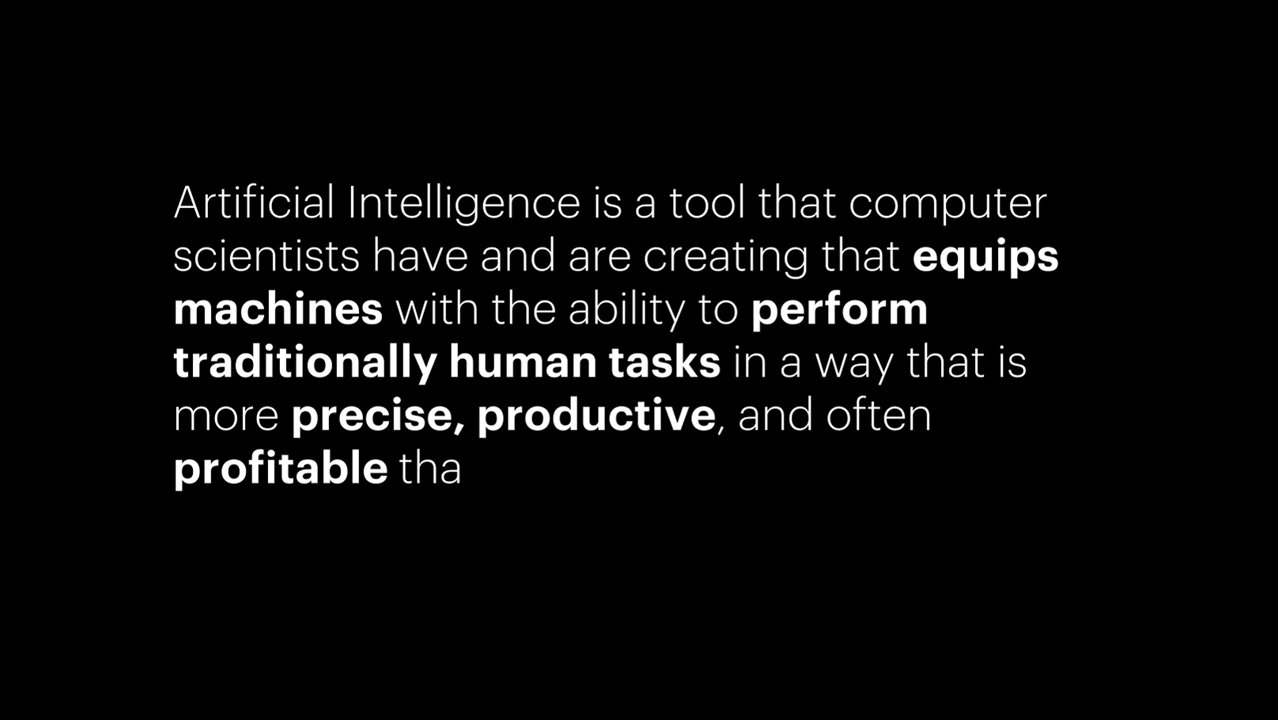 Artificial Intelligence is a tool that computer
scientists have and are creating that equips
machines with the ability to perform
traditionally human tasks in a way that is
more precise, productive, and often
profitable tha